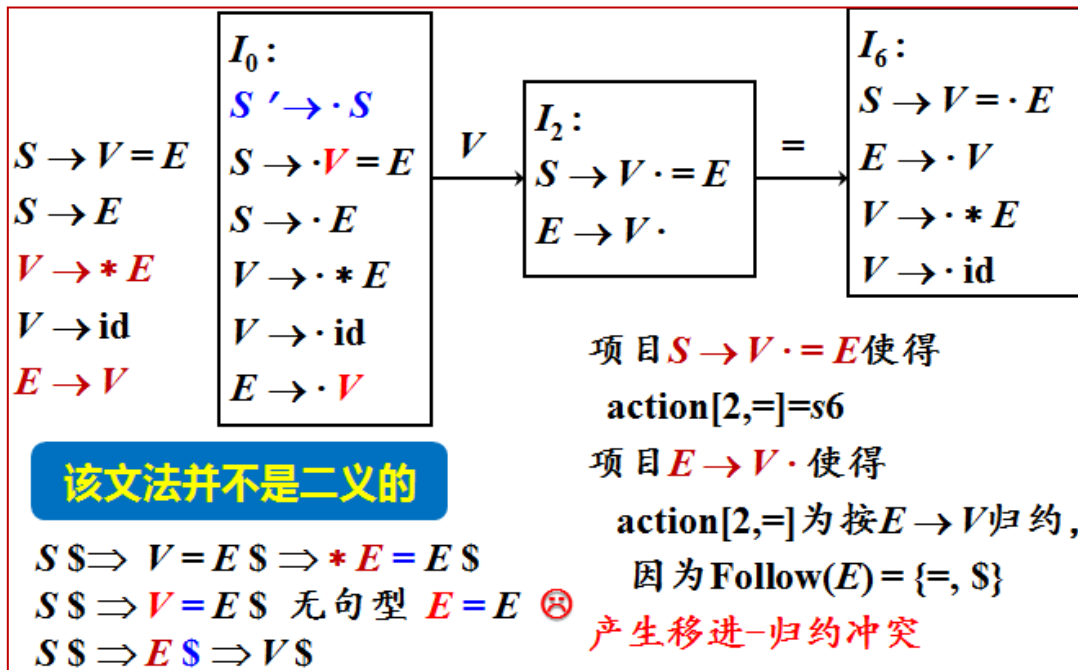 S → V = E
S → E
V → * E
V → id
E → V
I₀ :
S ′ → · S
S → · V = E
S → · E
V → · * E
V → · id
E → · V
V
I₂ :
S → V · = E
E → V ·
=
I₆ :
S → V = · E
E → · V
V → · * E
V → · id
该文法并不是二义的
S $ ⇒ V = E $ ⇒ * E = E $
S $ ⇒ V = E $ 无句型 E = E ☹
S $ ⇒ E $ ⇒ V $
项目S → V · = E使得
action[2,=]=s6
项目E → V · 使得
action[2,=]为按E → V归约,
因为Follow(E) = {=, $}
产生移进-归约冲突